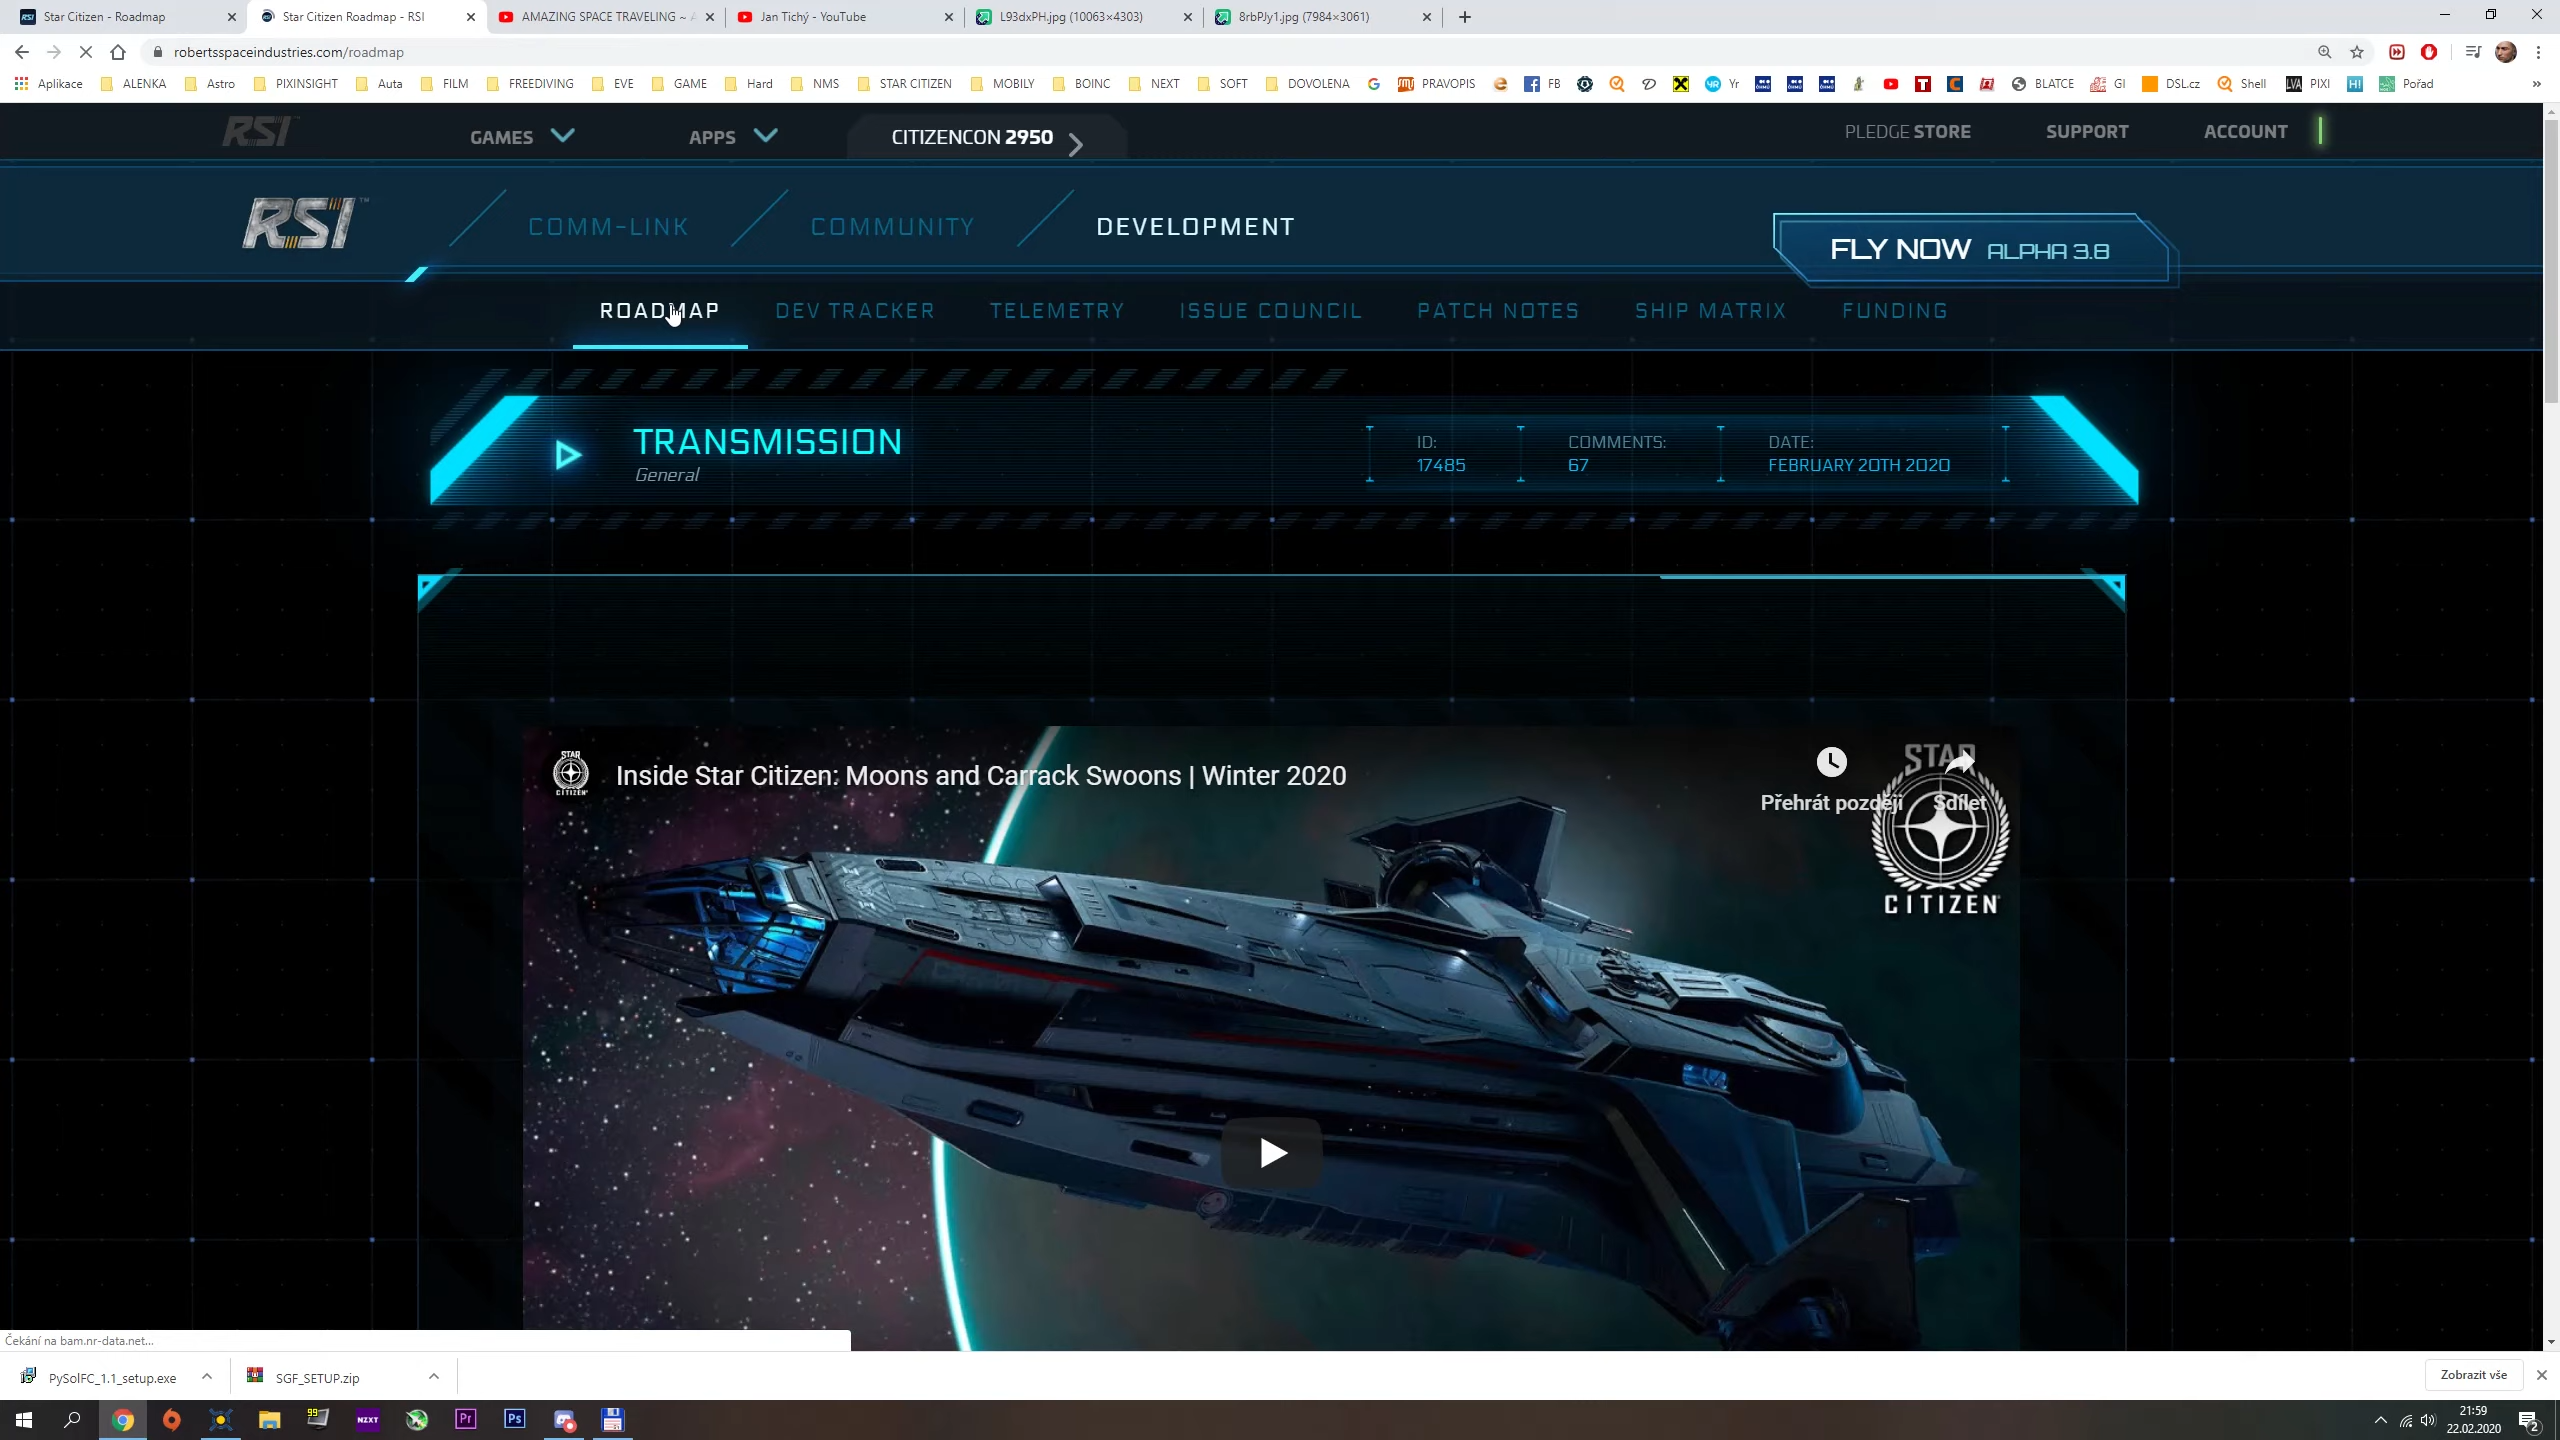 Star Citizen - Roadmap
Star Citizen Roadmap - RSI
AMAZING SPACE TRAVELING ~
Jan Tichý - YouTube
L93dxPH.jpg (10063×4303)
8rbPJy1.jpg (7984×3061)
robertsspaceindustries.com/roadmap
Aplikace ALENKA Astro PIXINSIGHT Auta FILM FREEDIVING EVE GAME Hard NMS STAR CITIZEN MOBILY BOINC NEXT SOFT DOVOLENA PRAVOPIS FB Yr BLATCE GI DSL.cz Shell PIXI Pořad
RSI
GAMES
APPS
CITIZENCON 2950
PLEDGE STORE
SUPPORT
ACCOUNT
RSI
COMM-LINK
COMMUNITY
DEVELOPMENT
FLY NOW ALPHA 3.8
ROADMAP
DEV TRACKER
TELEMETRY
ISSUE COUNCIL
PATCH NOTES
SHIP MATRIX
FUNDING
TRANSMISSION
General
ID:
17485
COMMENTS:
67
DATE:
FEBRUARY 20TH 2020
Inside Star Citizen: Moons and Carrack Swoons | Winter 2020
Přehrát později
Sdílet
STAR
CITIZEN
Čekání na bam.nr-data.net...
PySolFC_1.1_setup.exe
SGF_SETUP.zip
Zobrazit vše
99
NZXT
Pr
Ps
21:59
22.02.2020
2